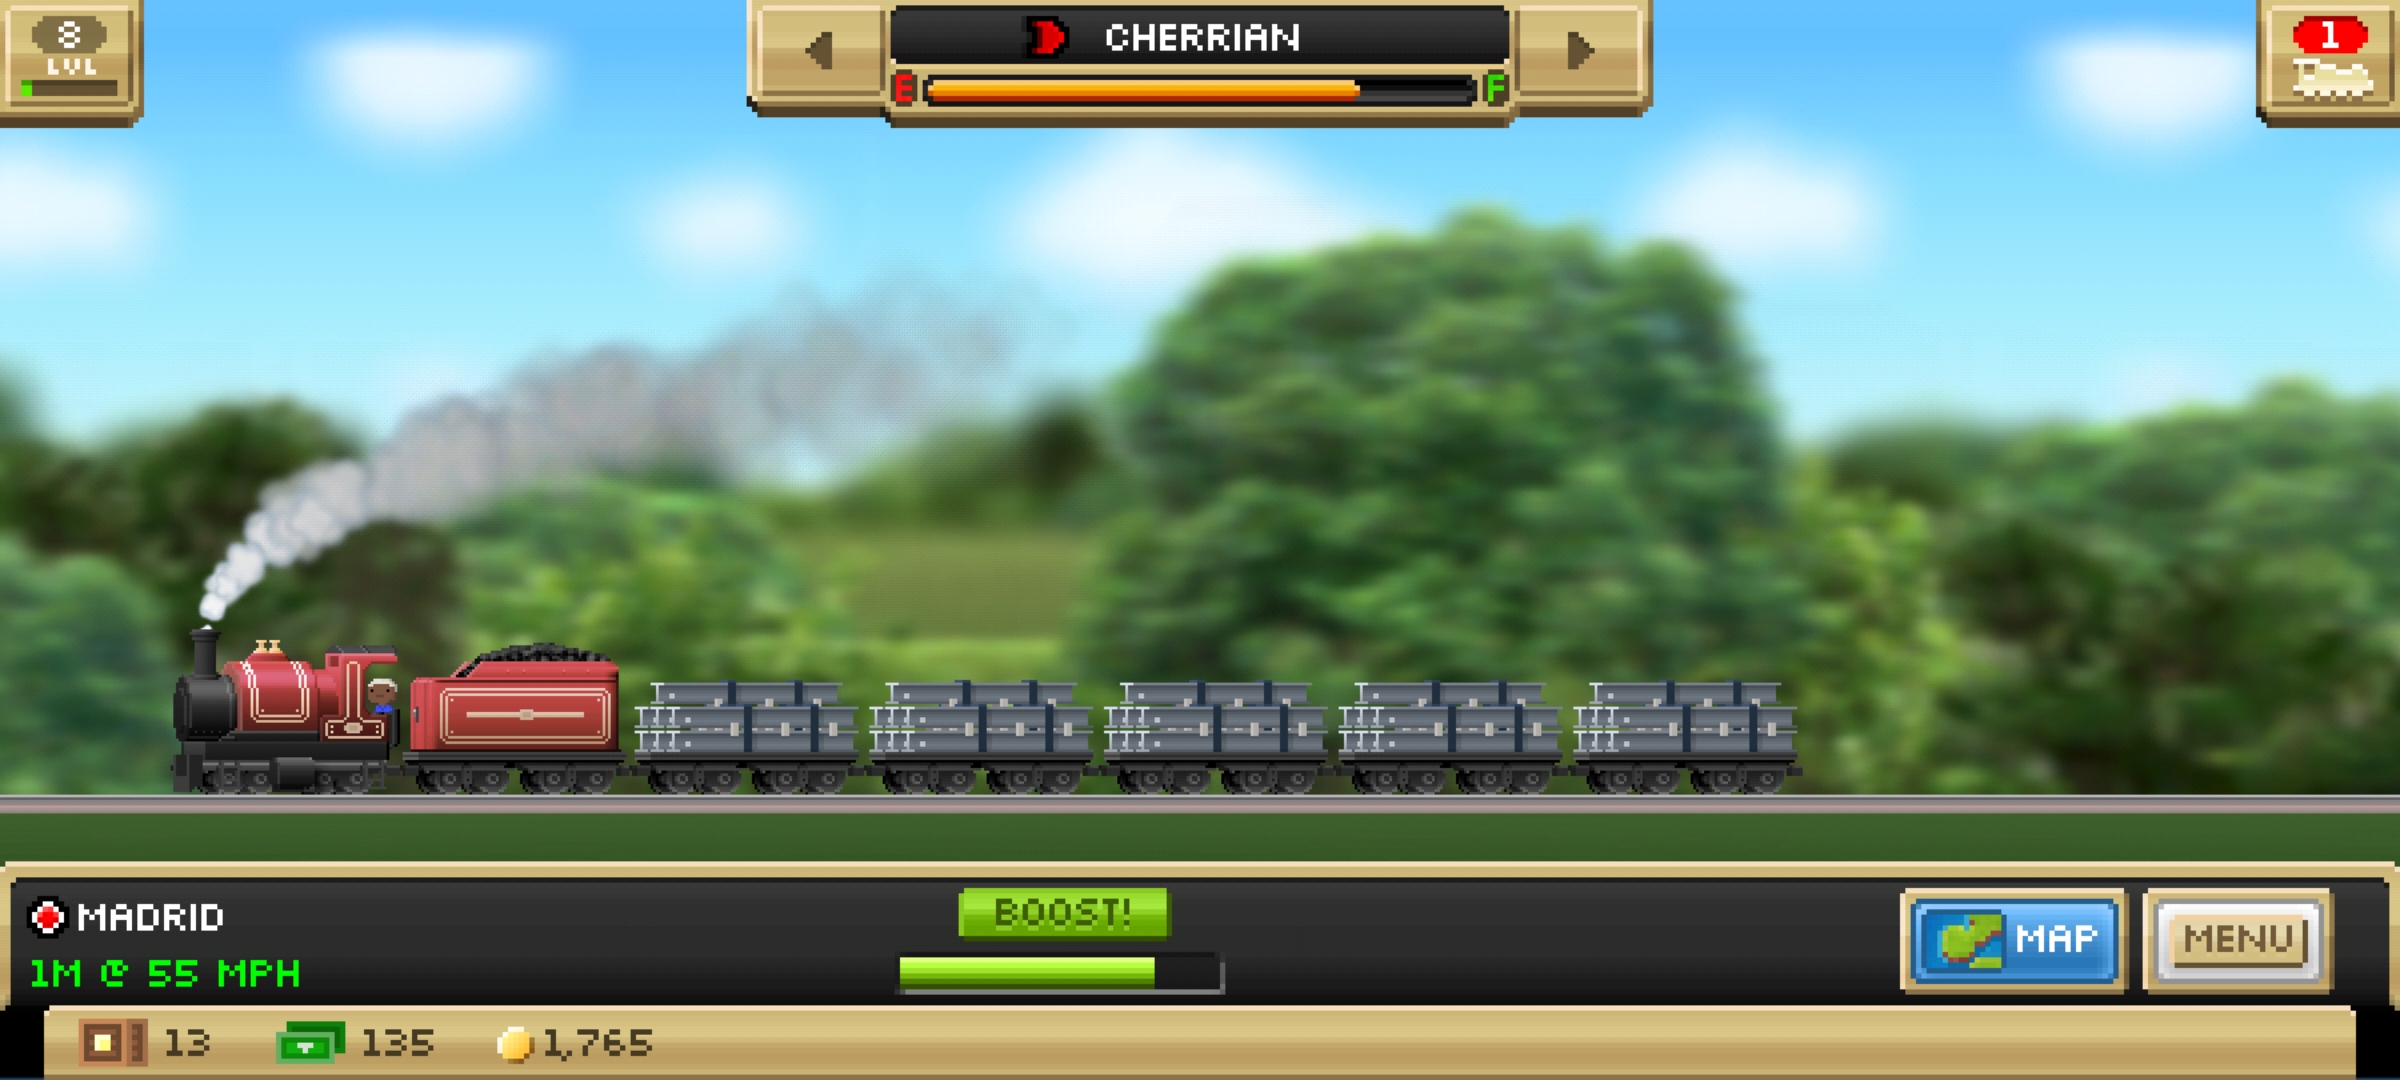 8
LVL
CHERRIAN
E F
1
MADRID
1M @ 55 MPH
BOOST!
MAP
MENU
13 135 1,765